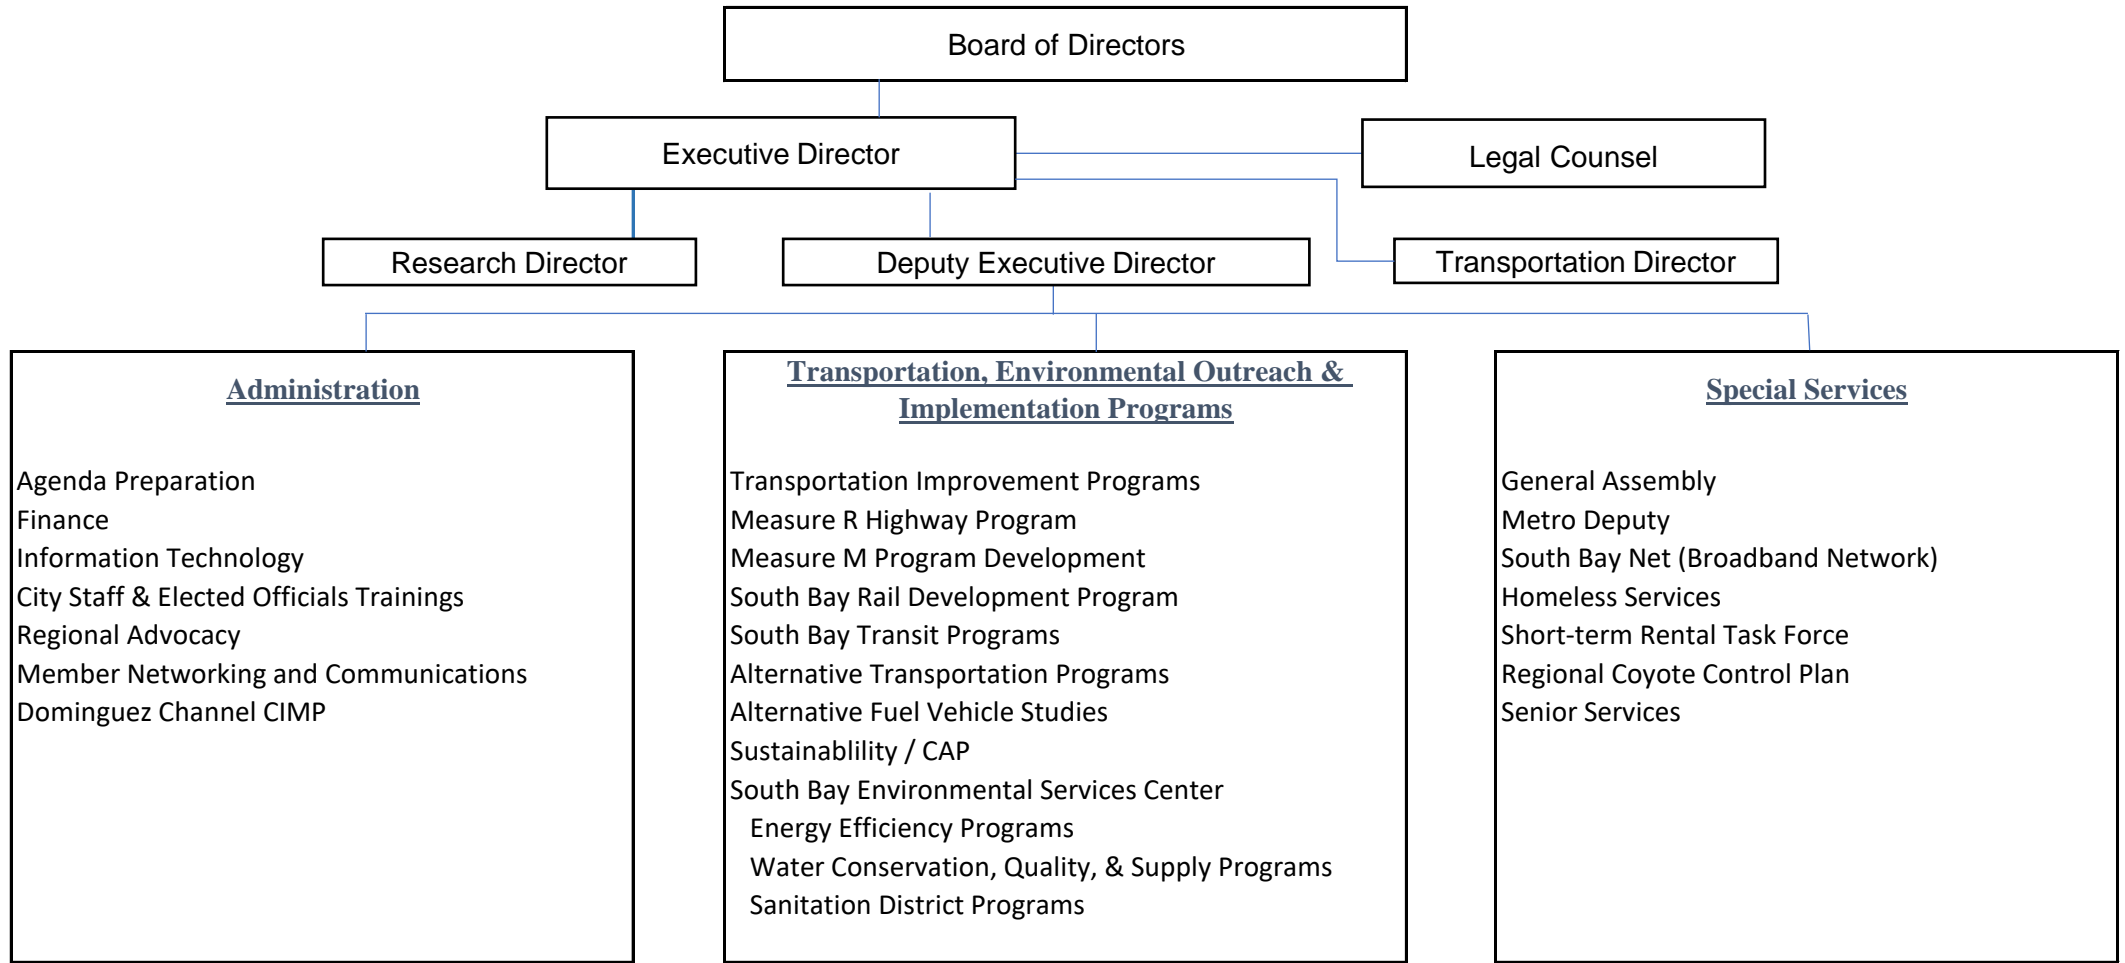 Board of Directors
Executive Director
Legal Counsel
Research Director
Deputy Executive Director
Transportation Director
Administration
Agenda Preparation
Finance
Information Technology
City Staff & Elected Officials Trainings
Regional Advocacy
Member Networking and Communications
Dominguez Channel CIMP
Transportation, Environmental Outreach &
Implementation Programs
Transportation Improvement Programs
Measure R Highway Program
Measure M Program Development
South Bay Rail Development Program
South Bay Transit Programs
Alternative Transportation Programs
Alternative Fuel Vehicle Studies
Sustainablility / CAP
South Bay Environmental Services Center
Energy Efficiency Programs
Water Conservation, Quality, & Supply Programs
Sanitation District Programs
Special Services
General Assembly
Metro Deputy
South Bay Net (Broadband Network)
Homeless Services
Short-term Rental Task Force
Regional Coyote Control Plan
Senior Services